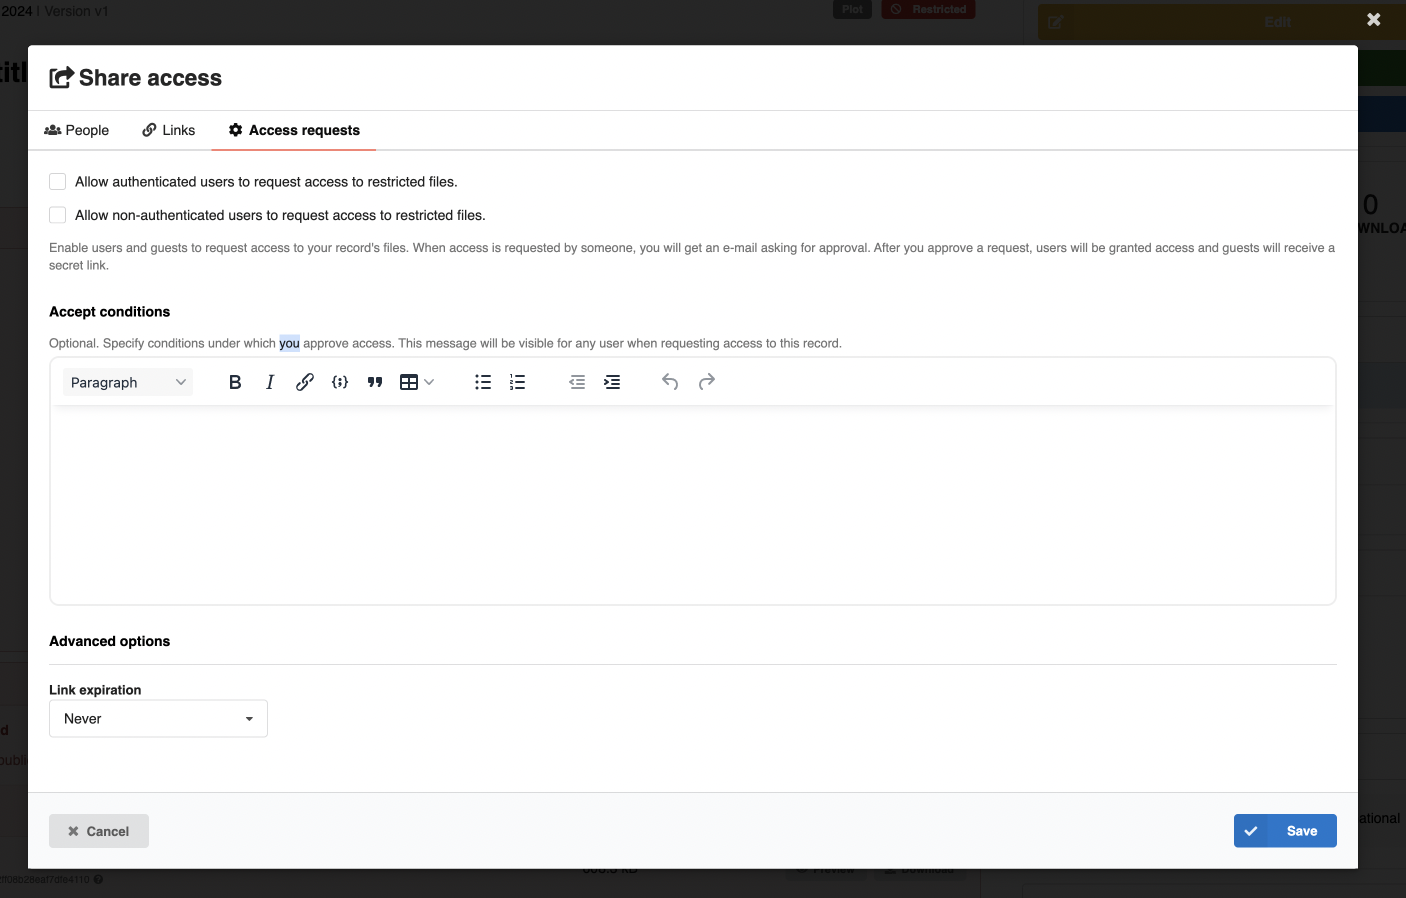 2024 | Version v1
Plot
Restricted
Edit
Share access
People
Links
Access requests
Allow authenticated users to request access to restricted files.
Allow non-authenticated users to request access to restricted files.
Enable users and guests to request access to your record's files. When access is requested by someone, you will get an e-mail asking for approval. After you approve a request, users will be granted access and guests will receive a
secret link.
Accept conditions
Optional. Specify conditions under which you approve access. This message will be visible for any user when requesting access to this record.
Paragraph
Advanced options
Link expiration
Never
Cancel
Save
0
Preview
Download